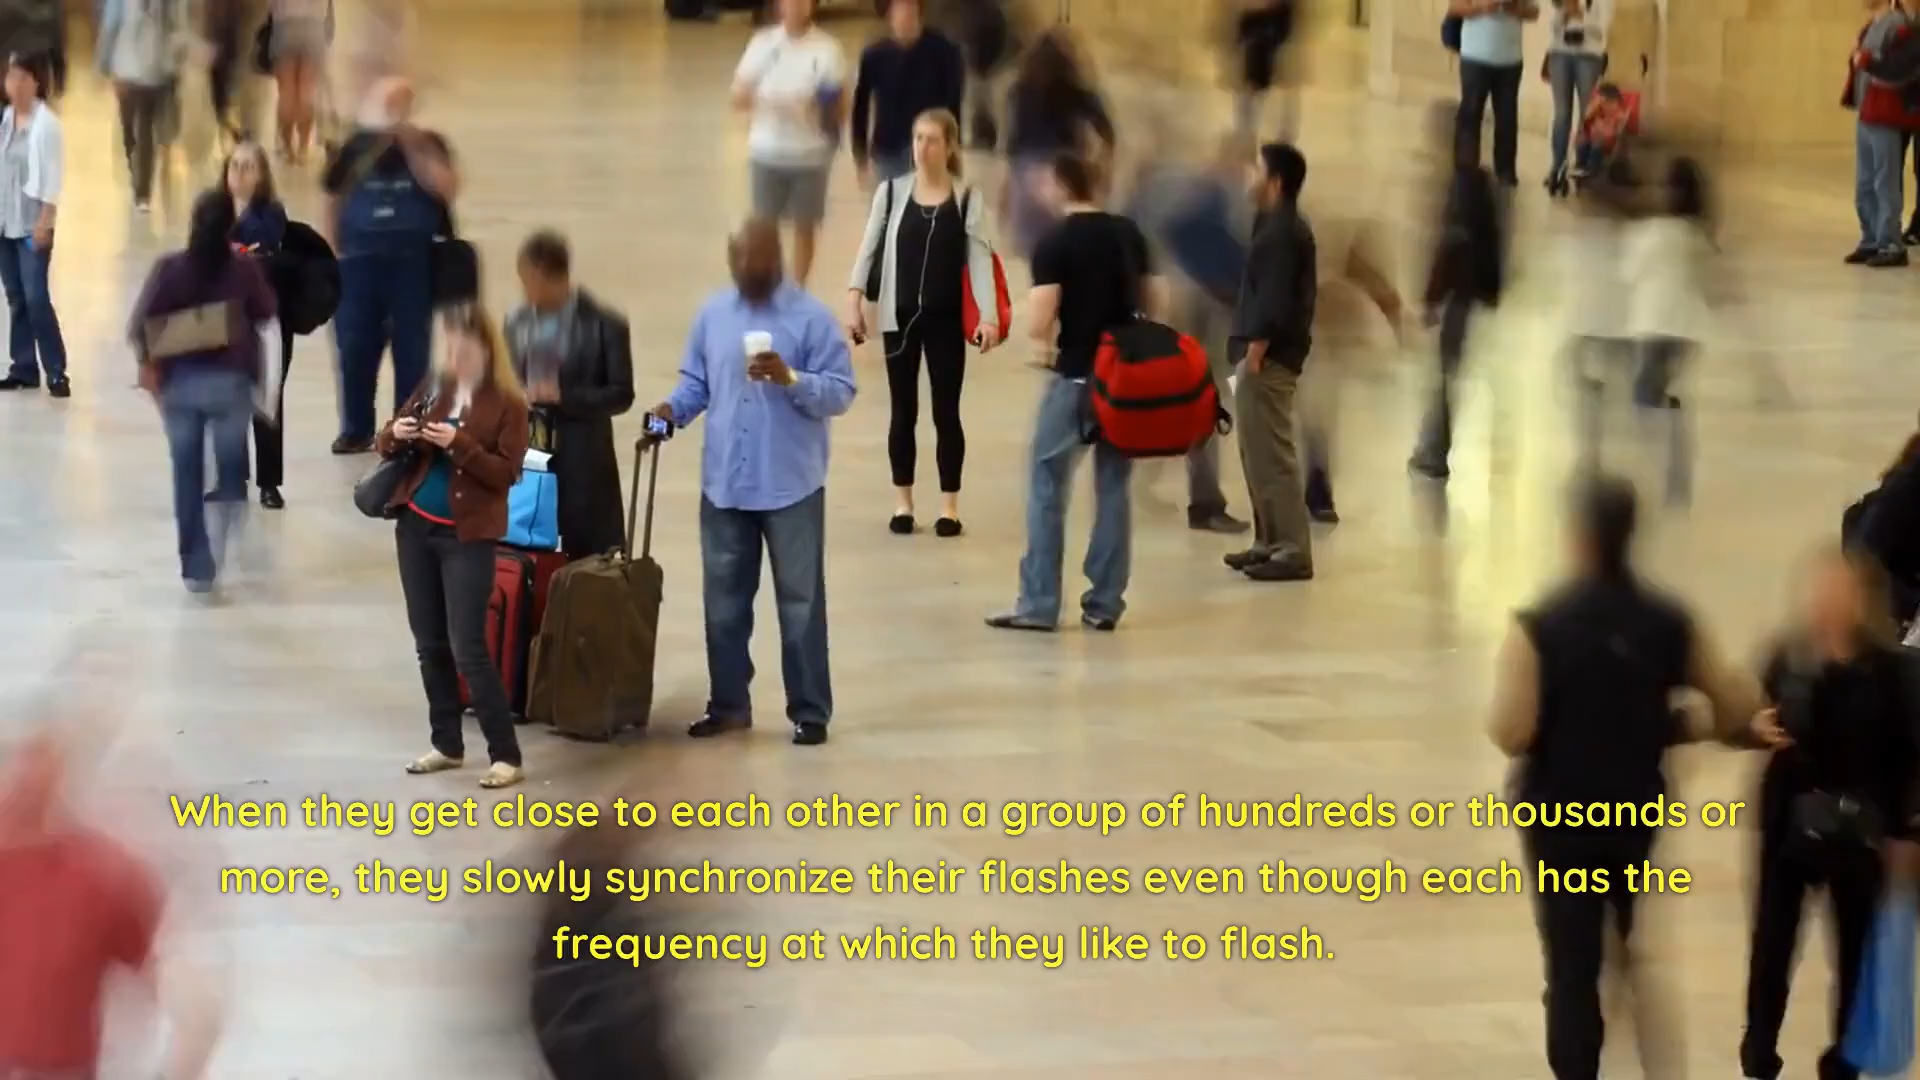 When they get close to each other in a group of hundreds or thousands or
more, they slowly synchronize their flashes even though each has the
frequency at which they like to flash.